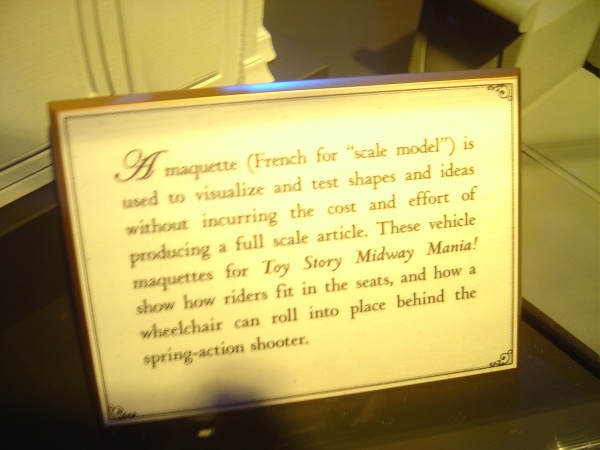 A maquette (French for "scale model") is
used to visualize and test shapes and ideas
without incurring the cost and effort of
producing a full scale article. These vehicle
maquettes for Toy Story Midway Mania!
show how riders fit in the seats, and how a
wheelchair can roll into place behind the
spring-action shooter.